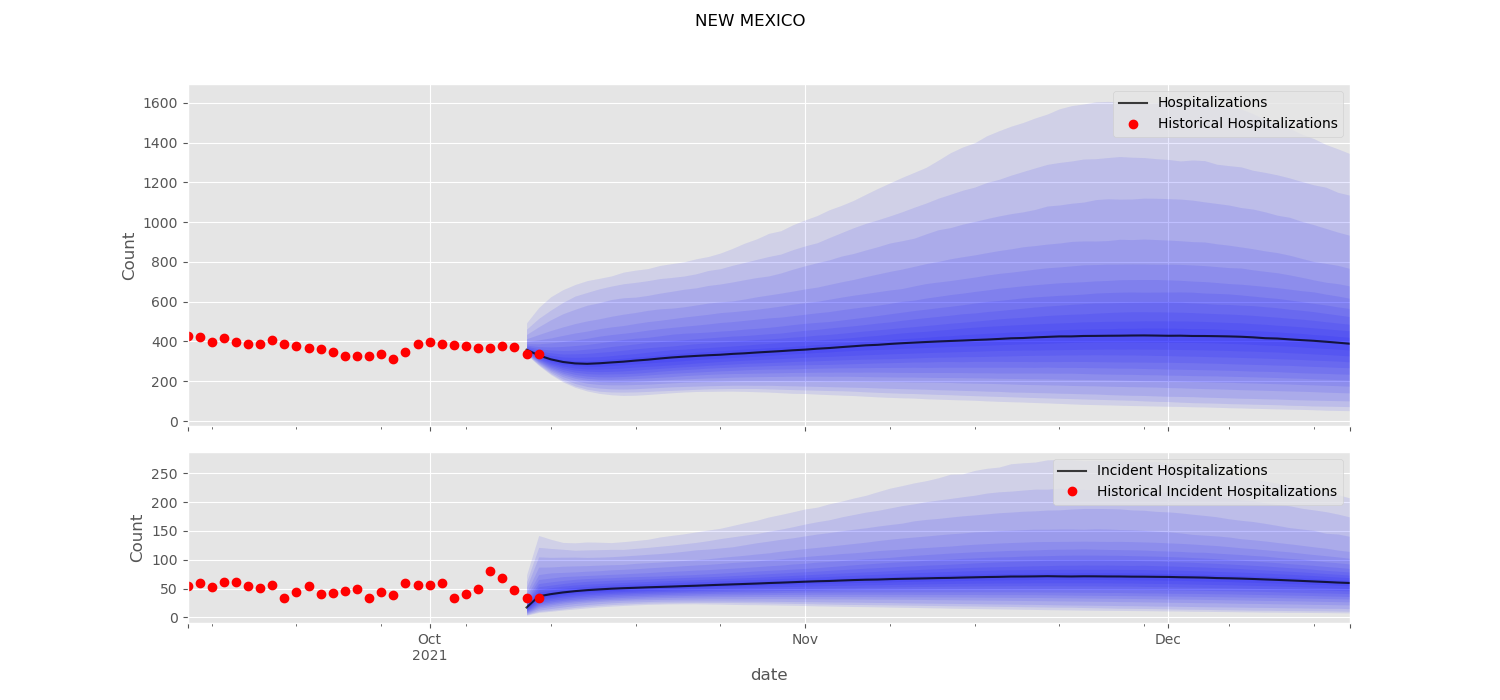 NEW MEXICO
1600
1400
1200
1000
800
600
400
200
0
Count
Hospitalizations
Historical Hospitalizations
250
200
150
100
50
0
Count
Incident Hospitalizations
Historical Incident Hospitalizations
Oct
2021
Nov
Dec
date